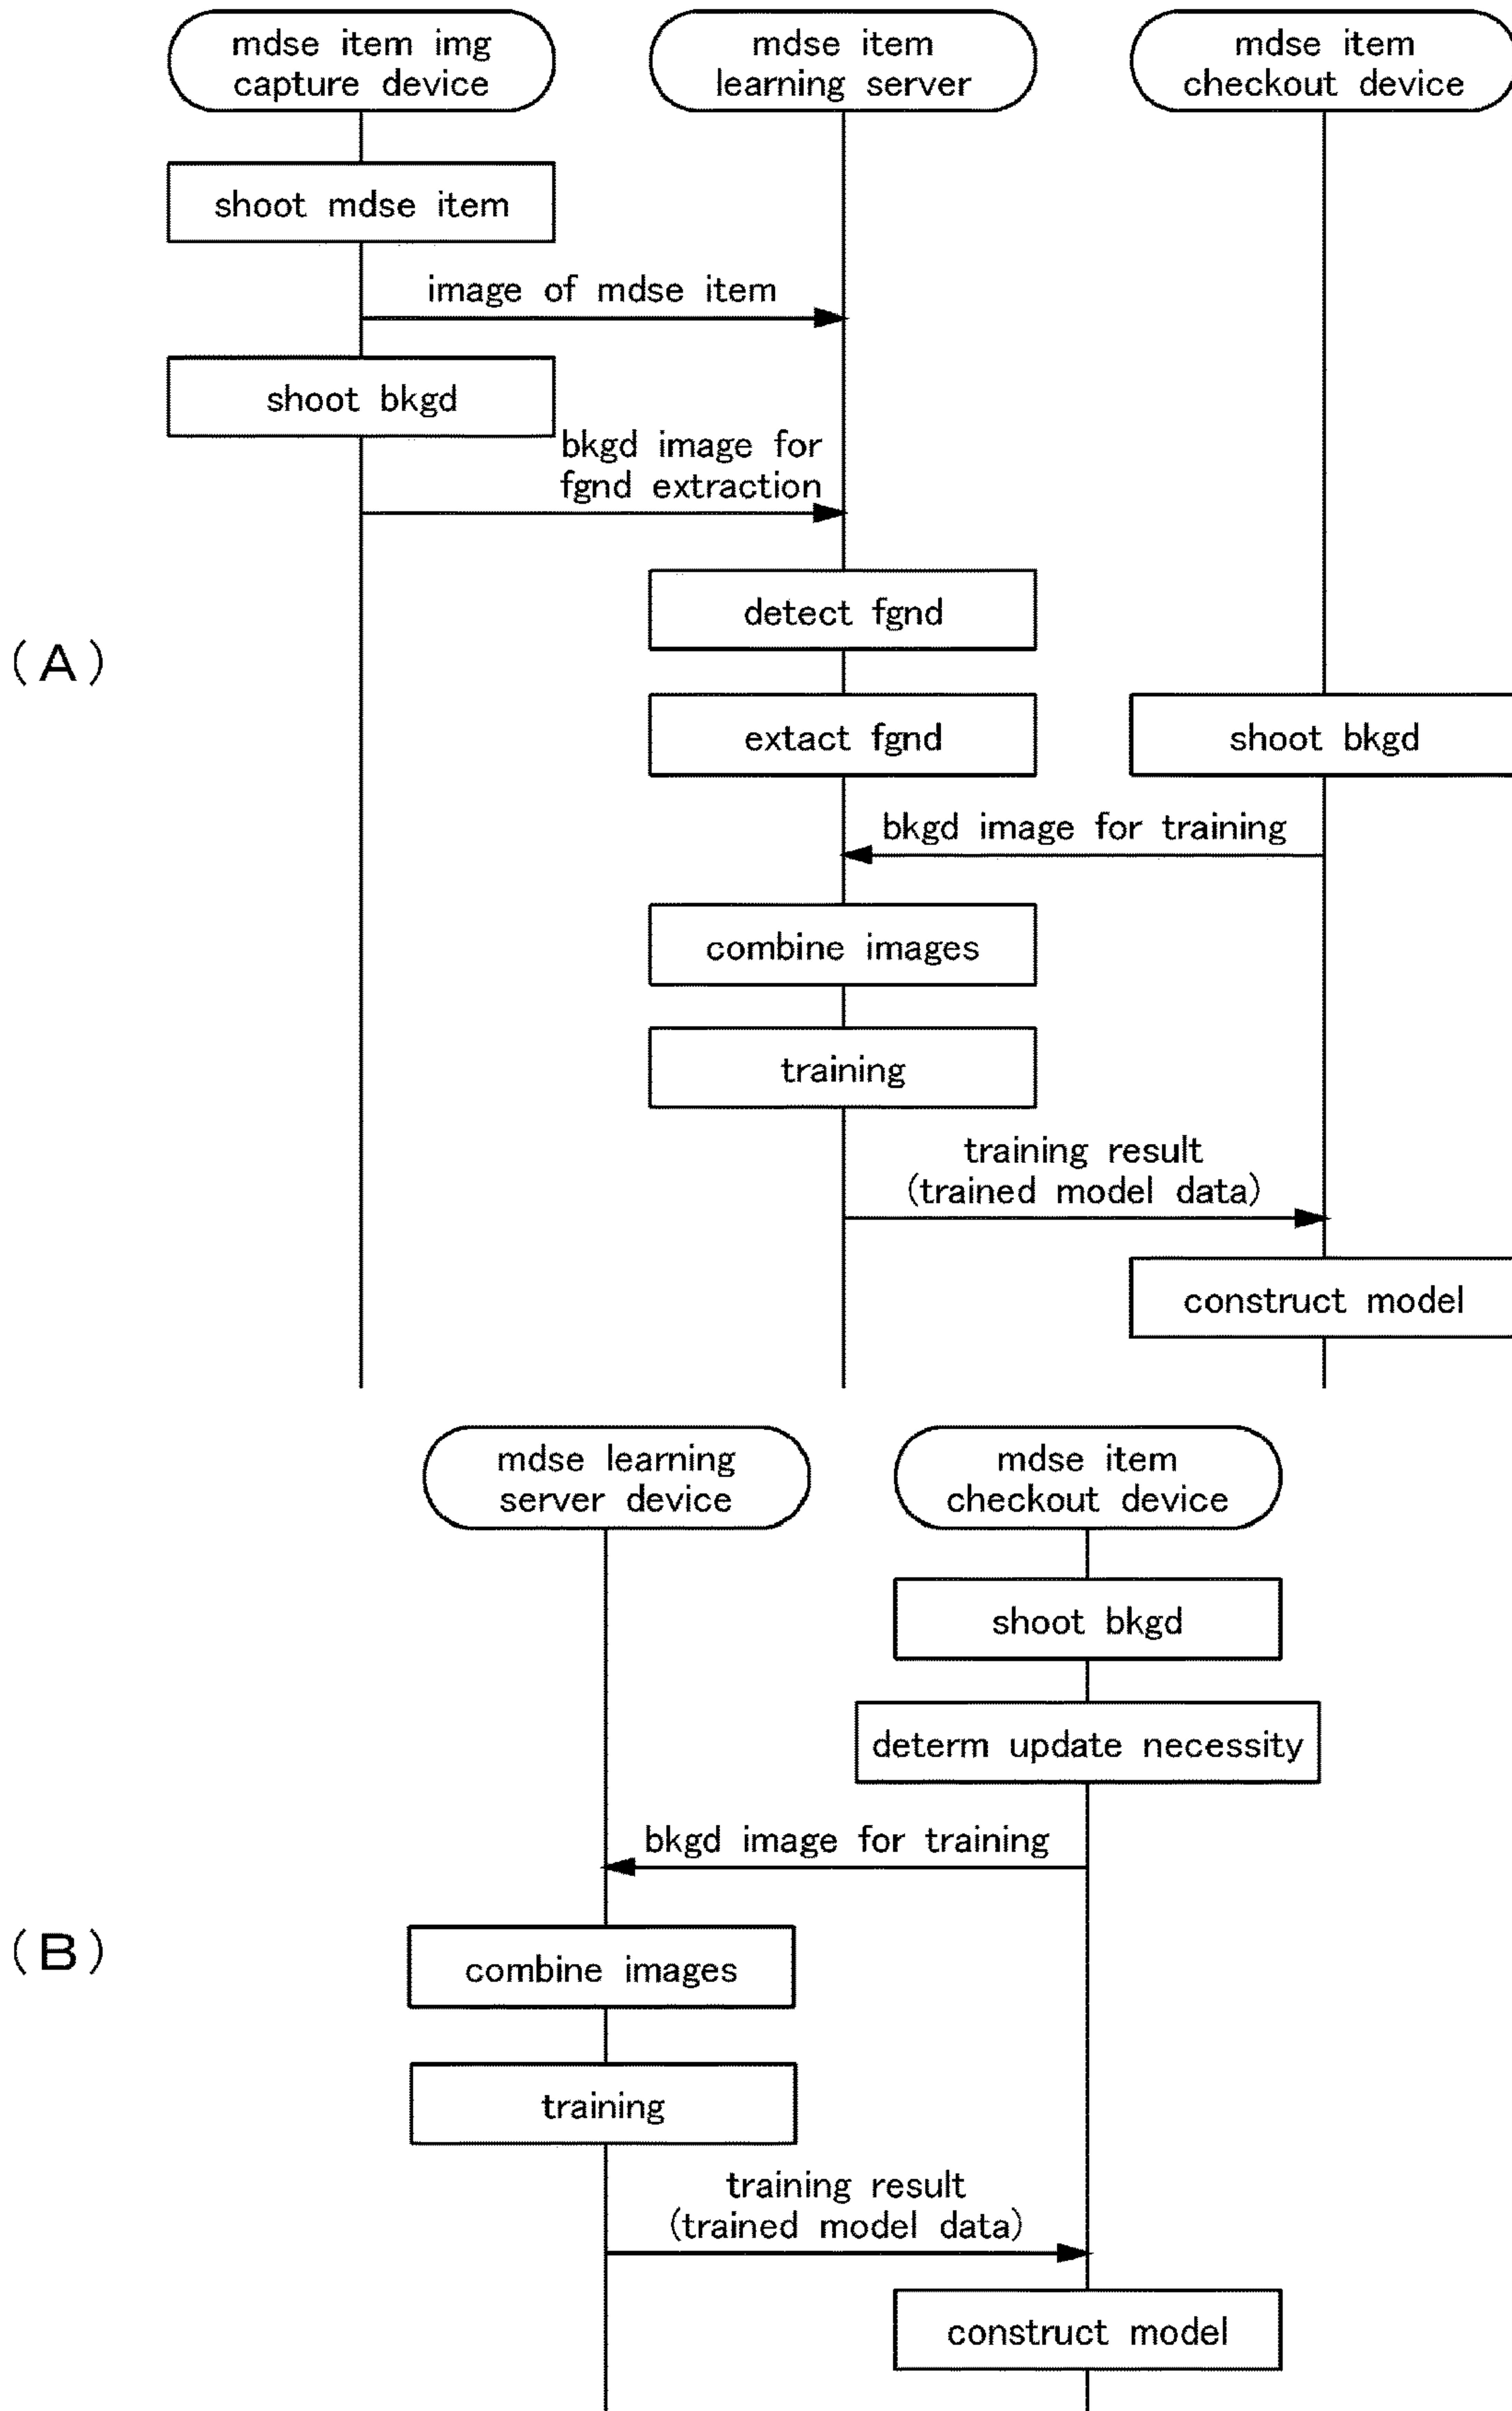 mdse item img
capture device
mdse item
learning server
mdse item
checkout device
shoot mdse item
image of mdse item
shoot bkgd
bkgd image for
fgnd extraction
detect fgnd
(A)
extact fgnd
shoot bkgd
bkgd image for training
combine images
training
training result
(trained model data)
construct model
mdse learning
server device
mdse item
checkout device
shoot bkgd
determ update necessity
bkgd image for training
(B)
combine images
training
training result
(trained model data)
construct model